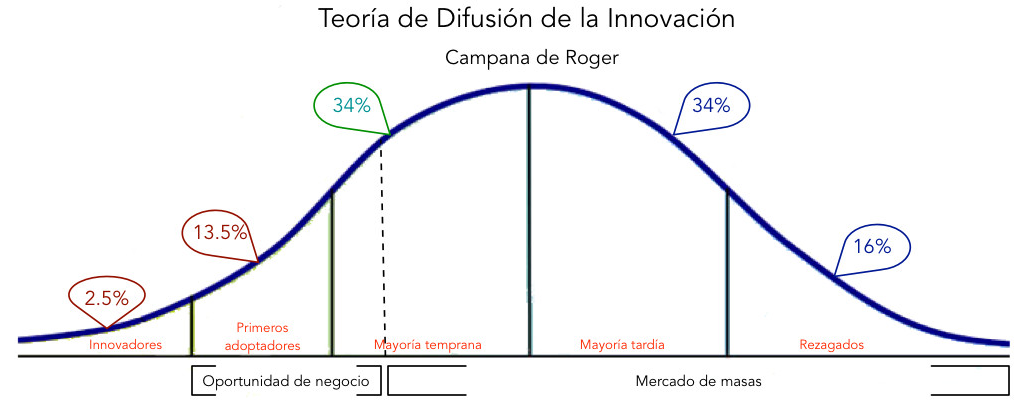 Teoría de Difusión de la Innovación
Campana de Roger
34%
34%
13.5%
16%
2.5%
Innovadores
Primeros
adoptadores
Mayoría temprana
Mayoría tardía
Rezagados
Oportunidad de negocio
Mercado de masas